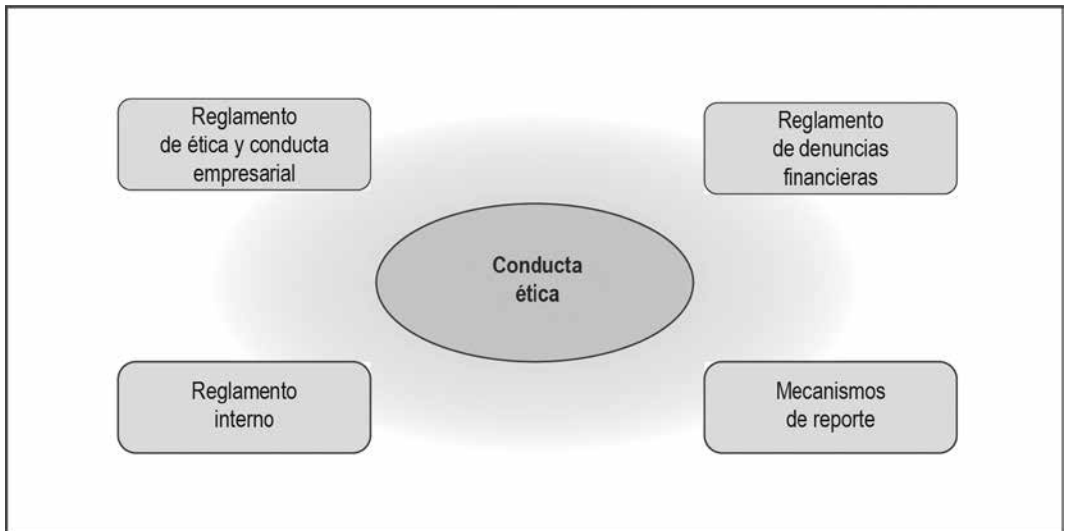 Reglamento
de ética y conducta
empresarial
Reglamento
de denuncias
financieras
Conducta
ética
Reglamento
interno
Mecanismos
de reporte